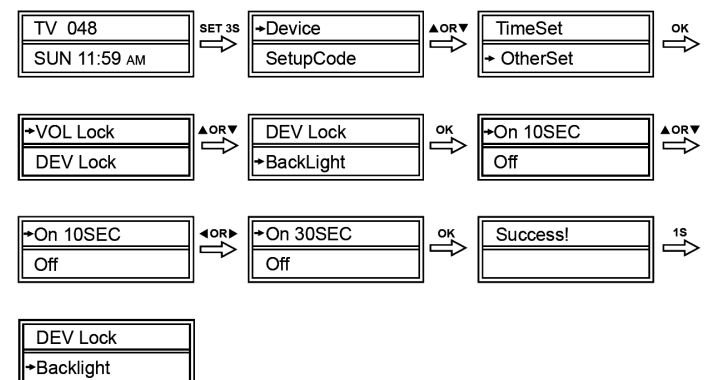 TV 048
SUN 11:59 AM
SET 3S
→Device
SetupCode
▲OR▼
TimeSet
→ OtherSet
OK
→VOL Lock
DEV Lock
▲OR▼
DEV Lock
→BackLight
OK
→On 10SEC
Off
▲OR▼
→On 10SEC
Off
◀OR▶
→On 30SEC
Off
OK
Success!
1S
DEV Lock
→Backlight